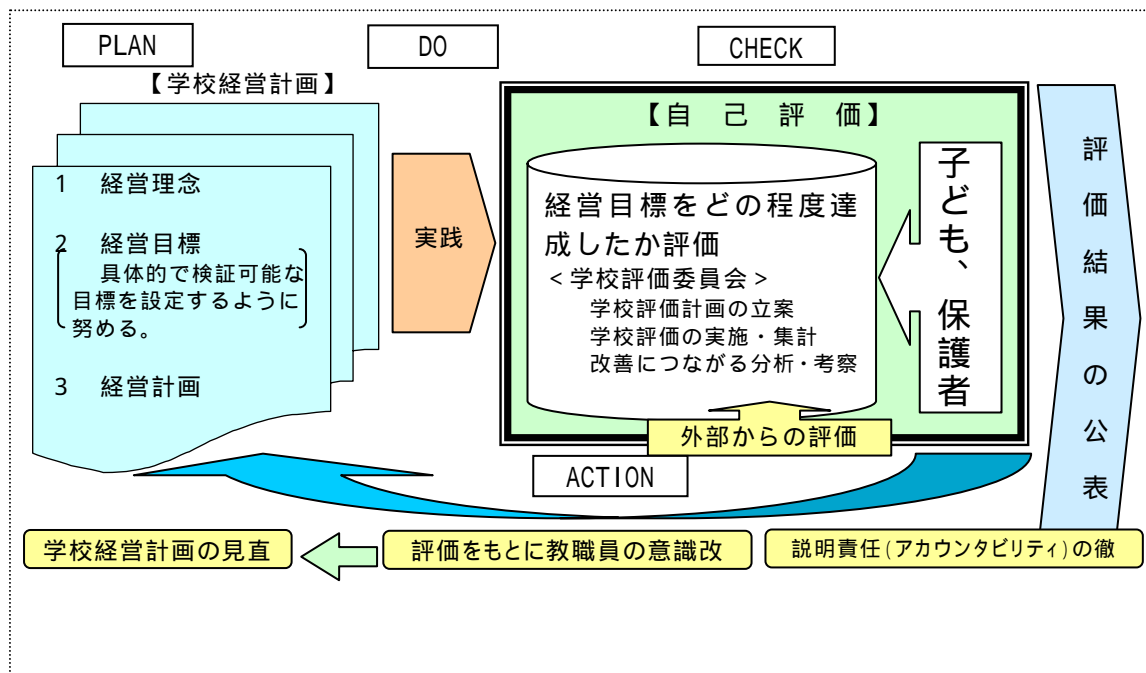 PLAN
DO
CHECK
【学校経営計画】
1 経営理念
2 経営目標
具体的で検証可能な
目標を設定するように
努める。
3 経営計画
実践
【自 己 評 価】
経営目標をどの程度達
成したか評価
<学校評価委員会>
学校評価計画の立案
学校評価の実施・集計
改善につながる分析・考察
子ども、保護者
外部からの評価
評価結果の公表
ACTION
学校経営計画の見直
評価をもとに教職員の意識改
説明責任(アカウンタビリティ)の徹